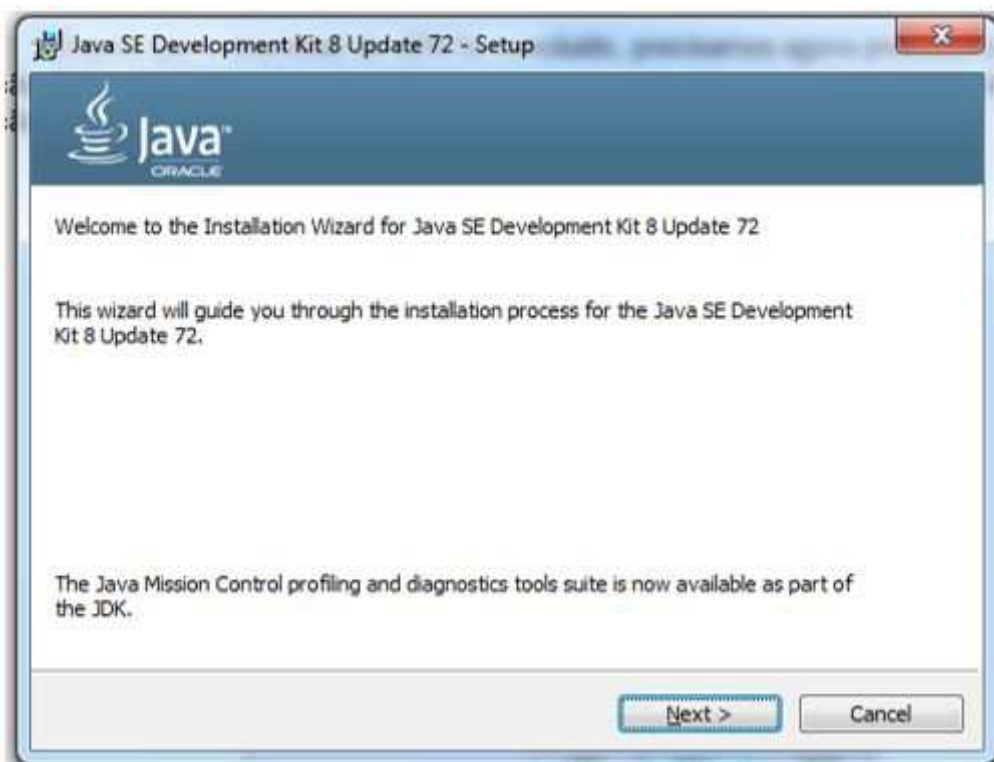 Java SE Development Kit 8 Update 72 - Setup
Java™
ORACLE
Welcome to the Installation Wizard for Java SE Development Kit 8 Update 72
This wizard will guide you through the installation process for the Java SE Development
Kit 8 Update 72.
The Java Mission Control profiling and diagnostics tools suite is now available as part of
the JDK.
Next >
Cancel